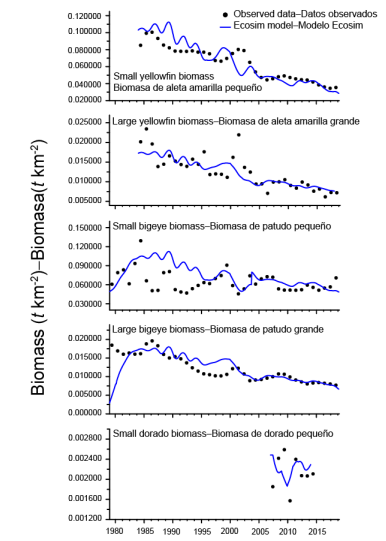 Observed data–Datos observados
Ecosim model–Modelo Ecosim
0.120000
0.100000
0.080000
0.060000
0.040000
0.020000
Small yellowfin biomass
Biomasa de aleta amarilla pequeño
Large yellowfin biomass–Biomasa de aleta amarilla grande
0.025000
0.020000
0.015000
0.010000
0.005000
Small bigeye biomass–Biomasa de patudo pequeño
0.150000
0.120000
0.090000
0.060000
0.030000
Large bigeye biomass–Biomasa de patudo grande
0.020000
0.015000
0.010000
0.005000
0.000000
Small dorado biomass–Biomasa de dorado pequeño
0.002800
0.002400
0.002000
0.001600
0.001200
1980 1985 1990 1995 2000 2005 2010 2015
Biomass (t km-2)–Biomasa(t km-2)